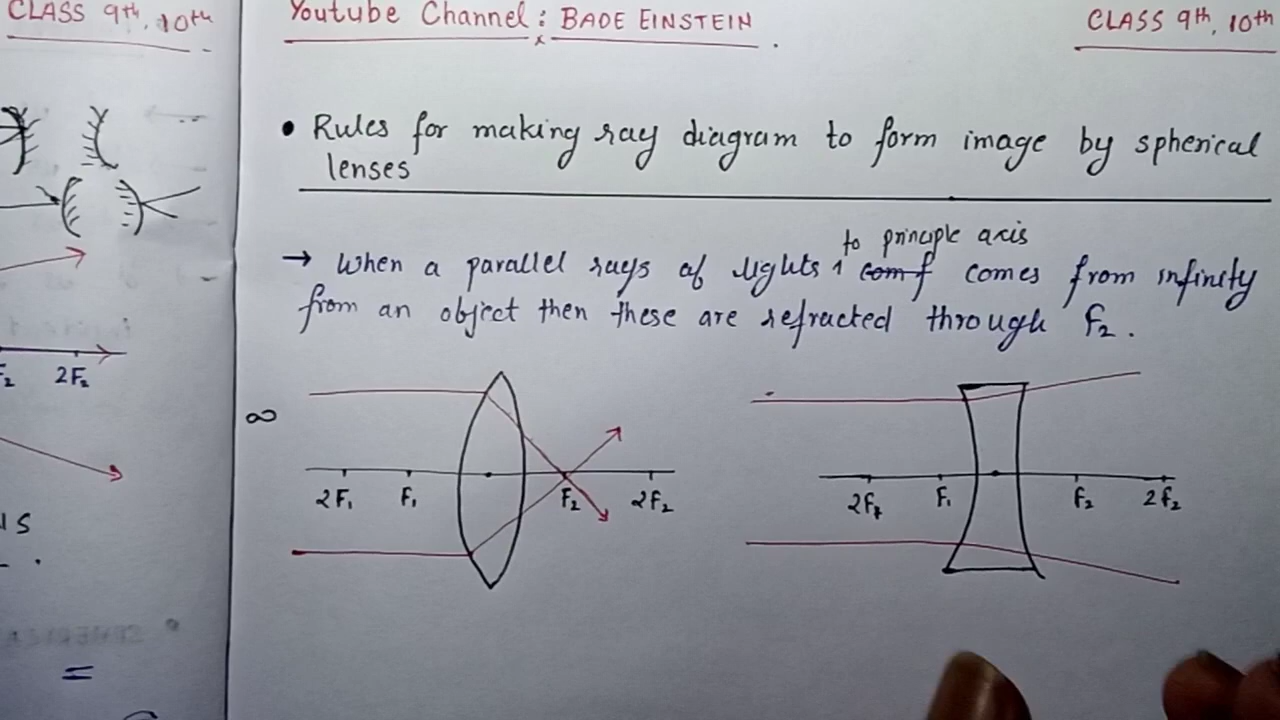 CLASS 9th, 10th
F₂ 2F₂
Youtube Channel : BADE EINSTEIN
CLASS 9th, 10th
• Rules for making ray diagram to form image by spherical
lenses
to principle axis
→ When a parallel rays of lights comf comes from infinity
from an object then these are refracted through F₂.
∞
2F₁ F₁ F₂ 2F₂
2F₁ F₁ F₂ 2F₂